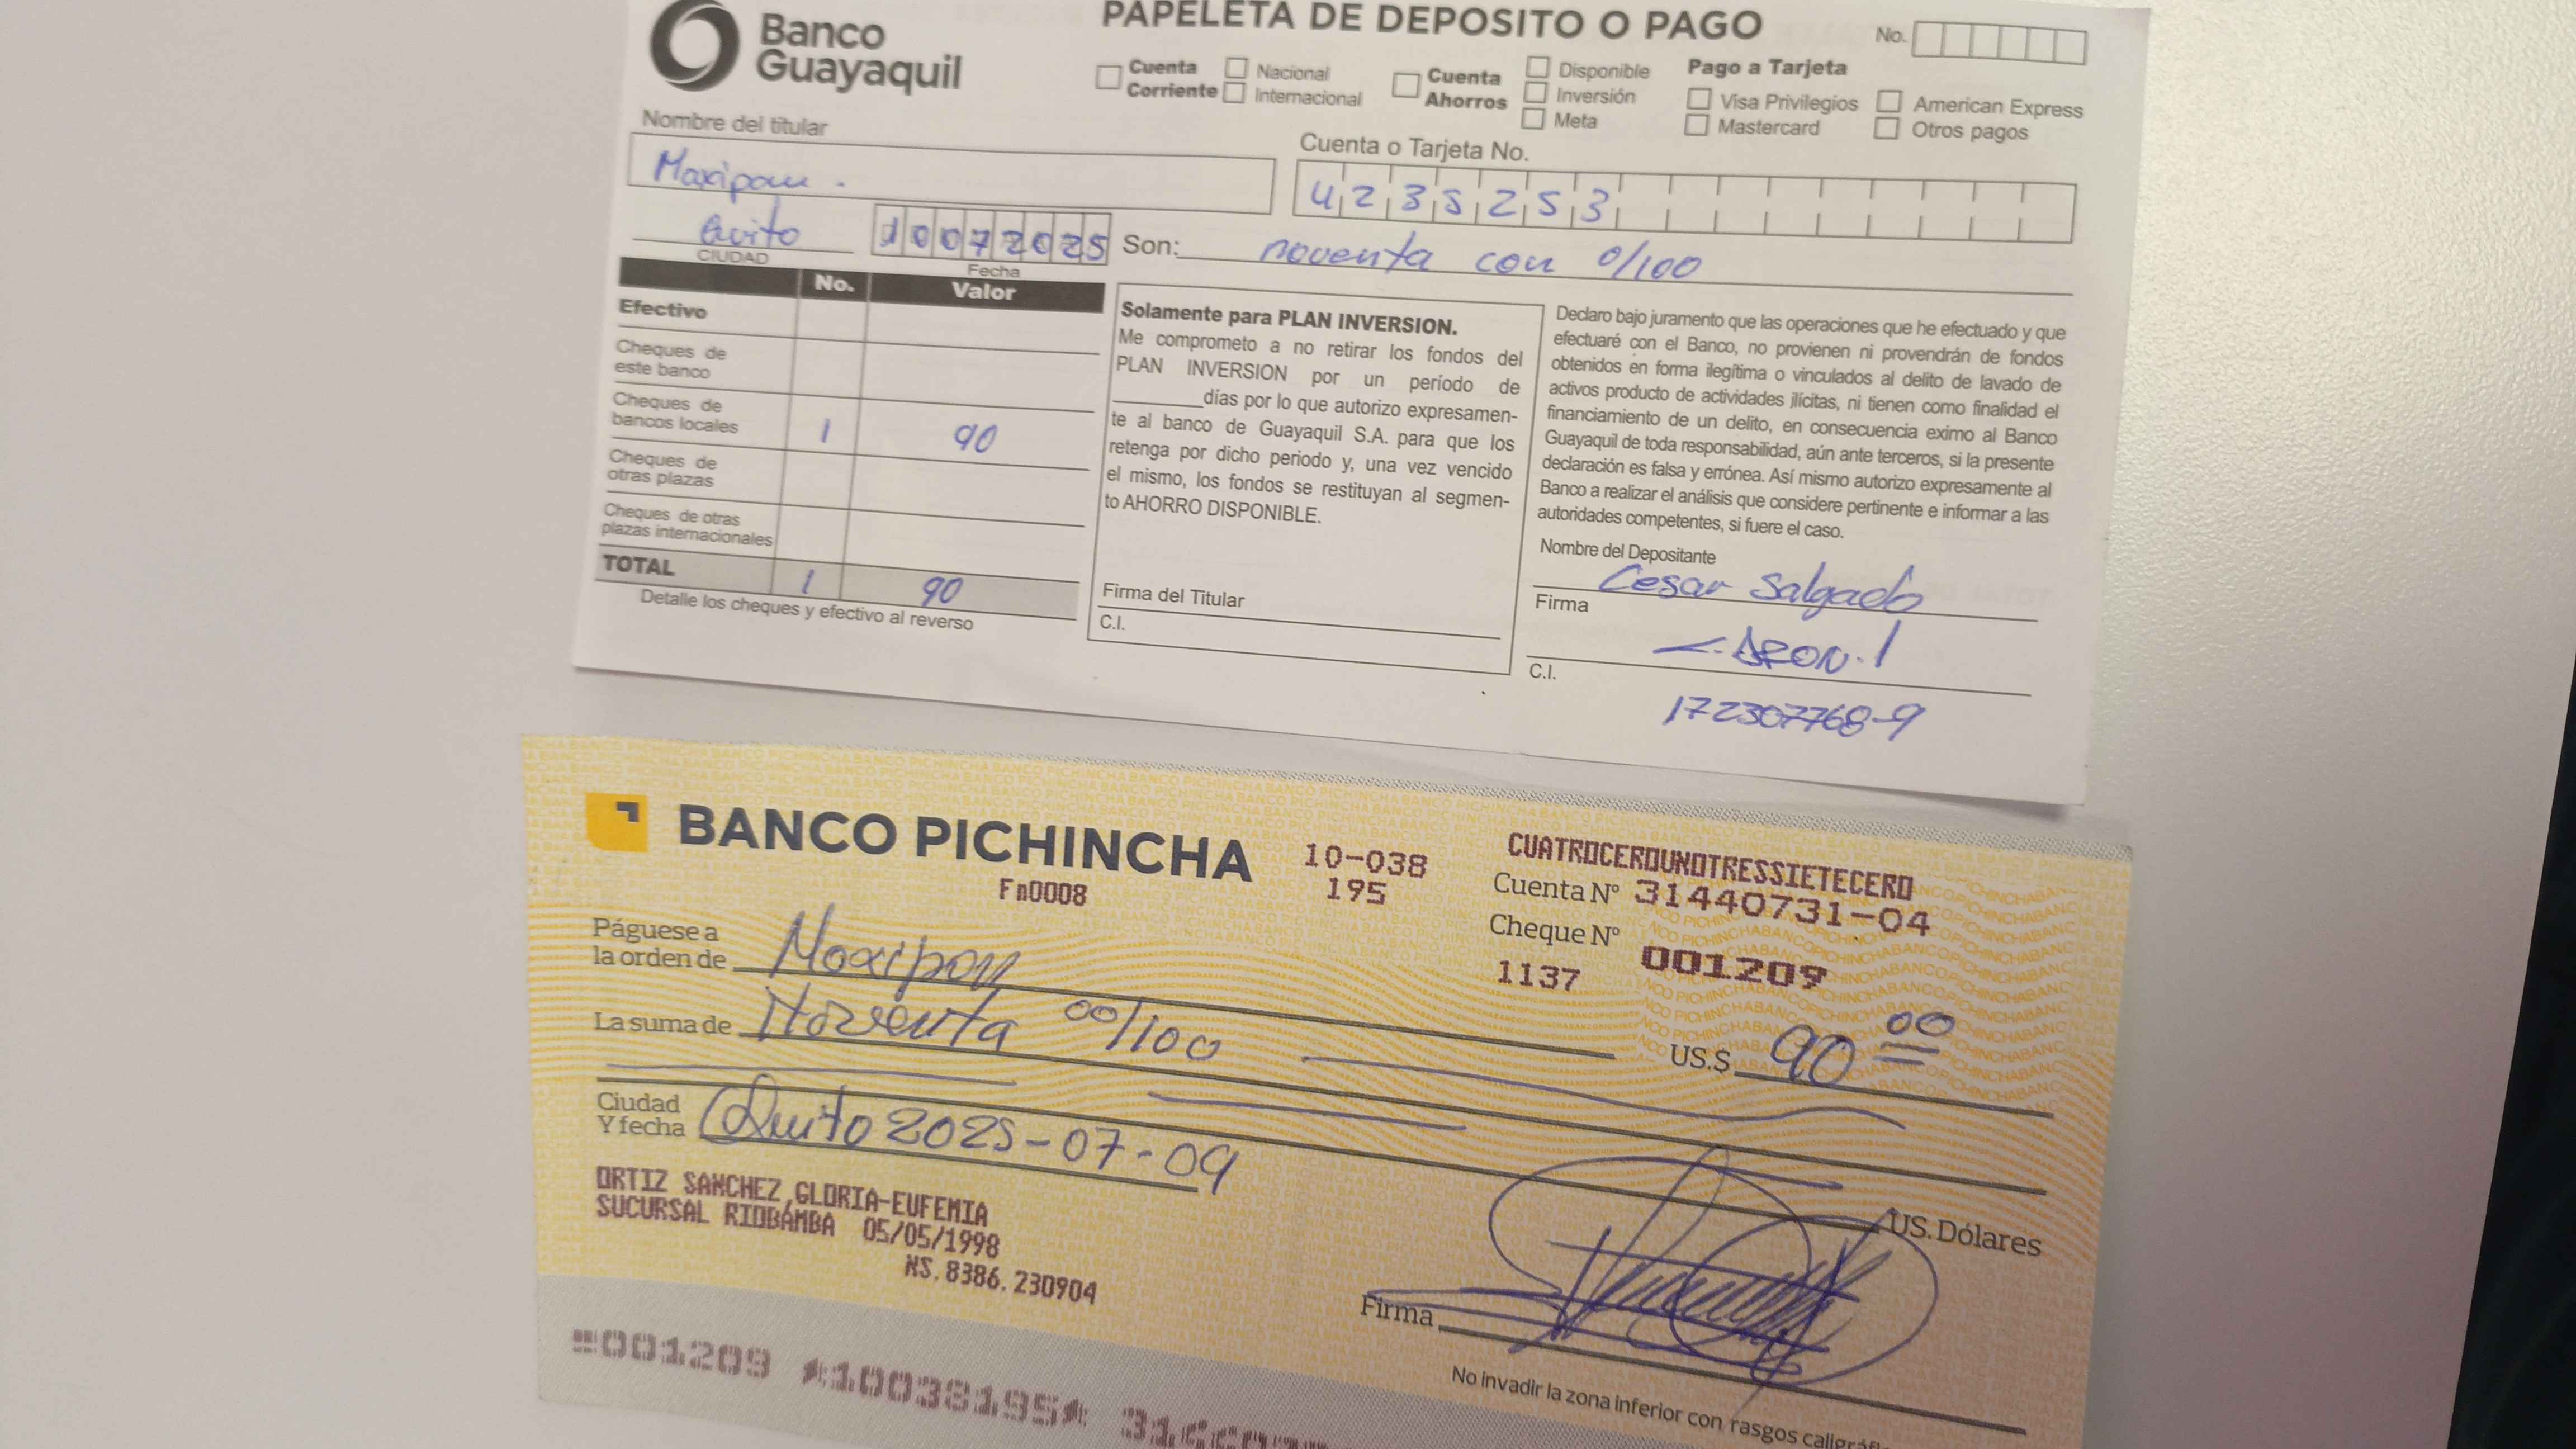 Banco
Guayaquil
PAPELETA DE DEPOSITO O PAGO
No.
Cuenta
Corriente
Nacional
Internacional
Cuenta
Ahorros
Disponible
Inversión
Meta
Pago a Tarjeta
Visa Privilegios
Mastercard
American Express
Otros pagos
Nombre del titular
Maxipan.
Cuenta o Tarjeta No.
4235253
Quito
CIUDAD
10072025
Fecha
Son: noventa con 0/100
No. Valor
Efectivo
Cheques de
este banco
Cheques de
bancos locales 1 90
Cheques de
otras plazas
Cheques de otras
plazas internacionales
TOTAL 1 90
Detalle los cheques y efectivo al reverso
Solamente para PLAN INVERSION.
Me comprometo a no retirar los fondos del
PLAN INVERSION por un período de
________días por lo que autorizo expresamen-
te al banco de Guayaquil S.A. para que los
retenga por dicho periodo y, una vez vencido
el mismo, los fondos se restituyan al segmen-
to AHORRO DISPONIBLE.
Firma del Titular
C.I.
Declaro bajo juramento que las operaciones que he efectuado y que
efectuaré con el Banco, no provienen ni provendrán de fondos
obtenidos en forma ilegítima o vinculados al delito de lavado de
activos producto de actividades ilícitas, ni tienen como finalidad el
financiamiento de un delito, en consecuencia eximo al Banco
Guayaquil de toda responsabilidad, aún ante terceros, si la presente
declaración es falsa y errónea. Así mismo autorizo expresamente al
Banco a realizar el análisis que considere pertinente e informar a las
autoridades competentes, si fuere el caso.
Nombre del Depositante
Cesar Salgado
Firma
C.I.
172307768-9
BANCO PICHINCHA
Fn0008
10-038
195
CUATROCEROUNOTRESSIETECERO
Cuenta Nº 31440731-04
Cheque Nº 001209
1137
Páguese a
la orden de Maxipan
La suma de Noventa 00/100
US.$ 90 00
Ciudad
Y fecha Quito 2025-07-09
US. Dólares
ORTIZ SANCHEZ,GLORIA-EUFEMIA
SUCURSAL RIOBAMBA 05/05/1998
NS.8386.230904
Firma
No invadir la zona inferior con rasgos
001209 10038195